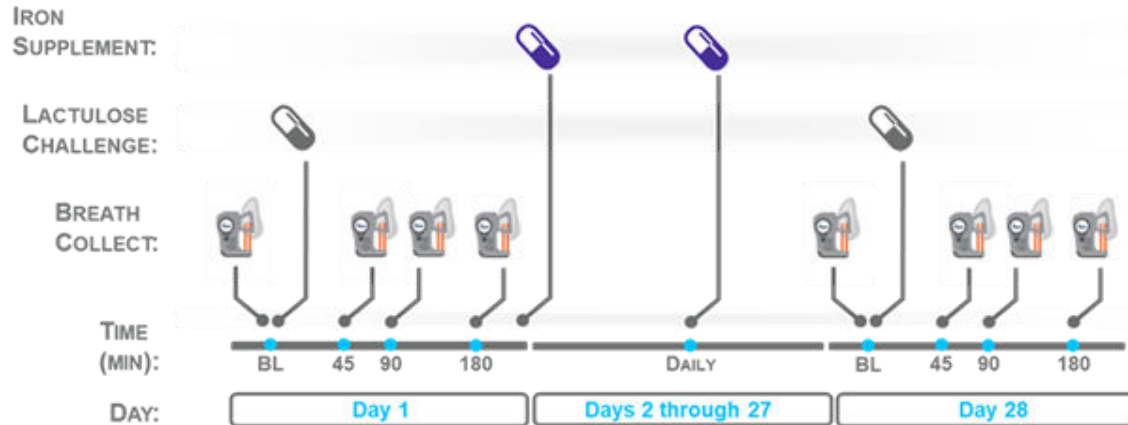 IRON
SUPPLEMENT:
LACTULOSE
CHALLENGE:
BREATH
COLLECT:
TIME
(MIN):
BL 45 90 180 DAILY BL 45 90 180
DAY: Day 1 Days 2 through 27 Day 28